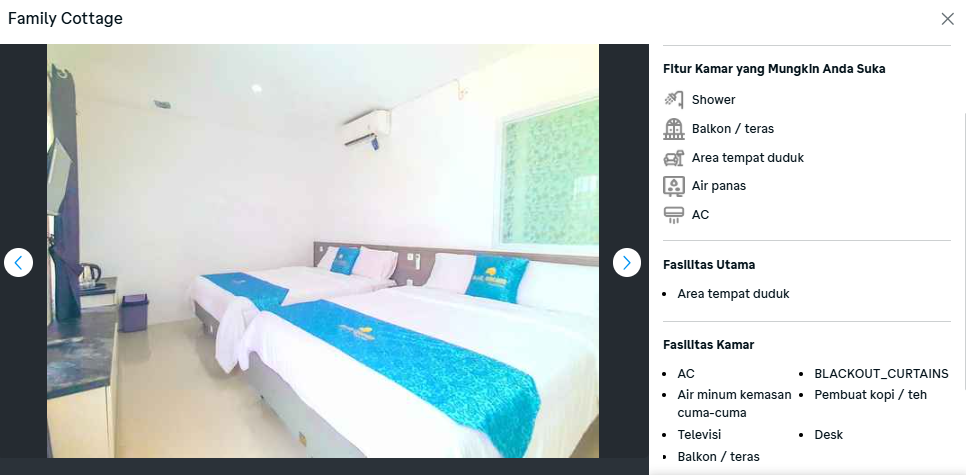 Family Cottage
Fitur Kamar yang Mungkin Anda Suka
Shower
Balkon / teras
Area tempat duduk
Air panas
AC
Fasilitas Utama
Area tempat duduk
Fasilitas Kamar
AC
BLACKOUT_CURTAINS
Air minum kemasan
cuma-cuma
Pembuat kopi / teh
Televisi
Desk
Balkon / teras